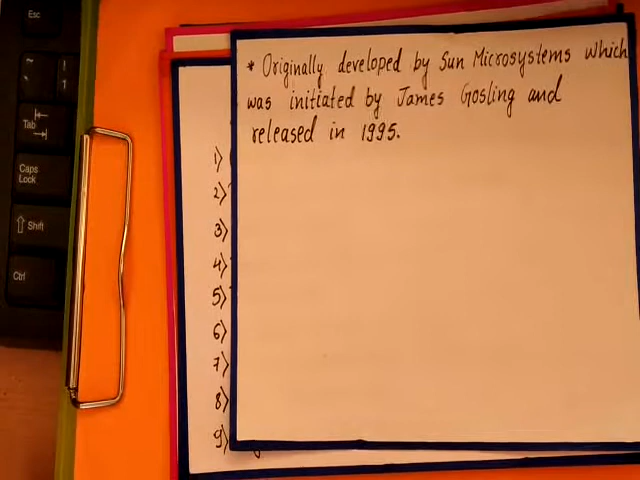 Esc
~ !
` 1
Tab
Caps
Lock
Shift
Ctrl
* Originally developed by Sun Microsystems which
was initiated by James Gosling and
released in 1995.
1)
2)
3)
4)
5)
6)
7)
8)
9)